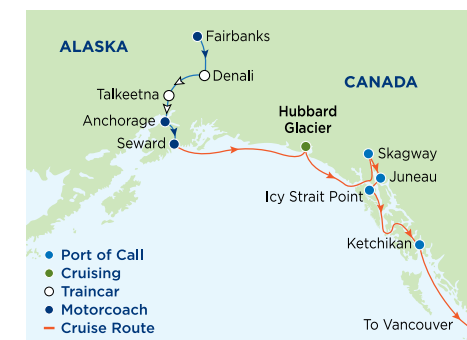 Fairbanks
ALASKA
Denali
CANADA
Talkeetna
Hubbard
Glacier
Anchorage
Seward
Skagway
Juneau
Icy Strait Point
Ketchikan
Port of Call
Cruising
Traincar
Motorcoach
Cruise Route
To Vancouver